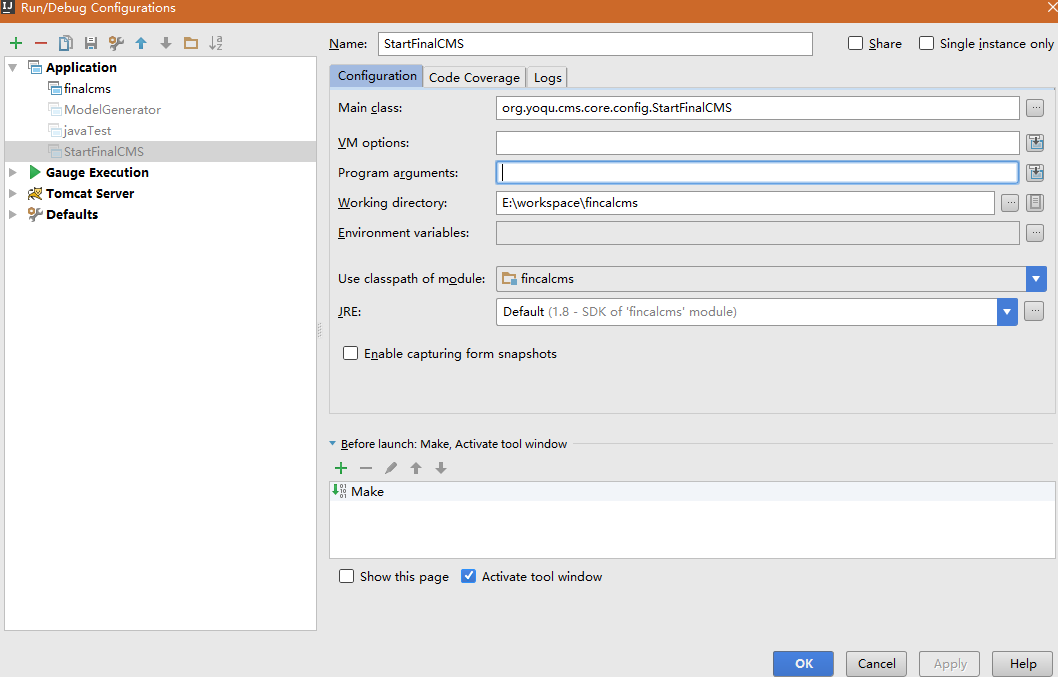 Run/Debug Configurations
Name: StartFinalCMS Share Single instance only
Application
finalcms
ModelGenerator
javaTest
StartFinalCMS
Gauge Execution
Tomcat Server
Defaults
Configuration Code Coverage Logs
Main class: org.yoqu.cms.core.config.StartFinalCMS
VM options:
Program arguments:
Working directory: E:\workspace\fincalcms
Environment variables:
Use classpath of module: fincalcms
JRE: Default (1.8 - SDK of 'fincalcms' module)
Enable capturing form snapshots
Before launch: Make, Activate tool window
Make
Show this page Activate tool window
OK Cancel Apply Help